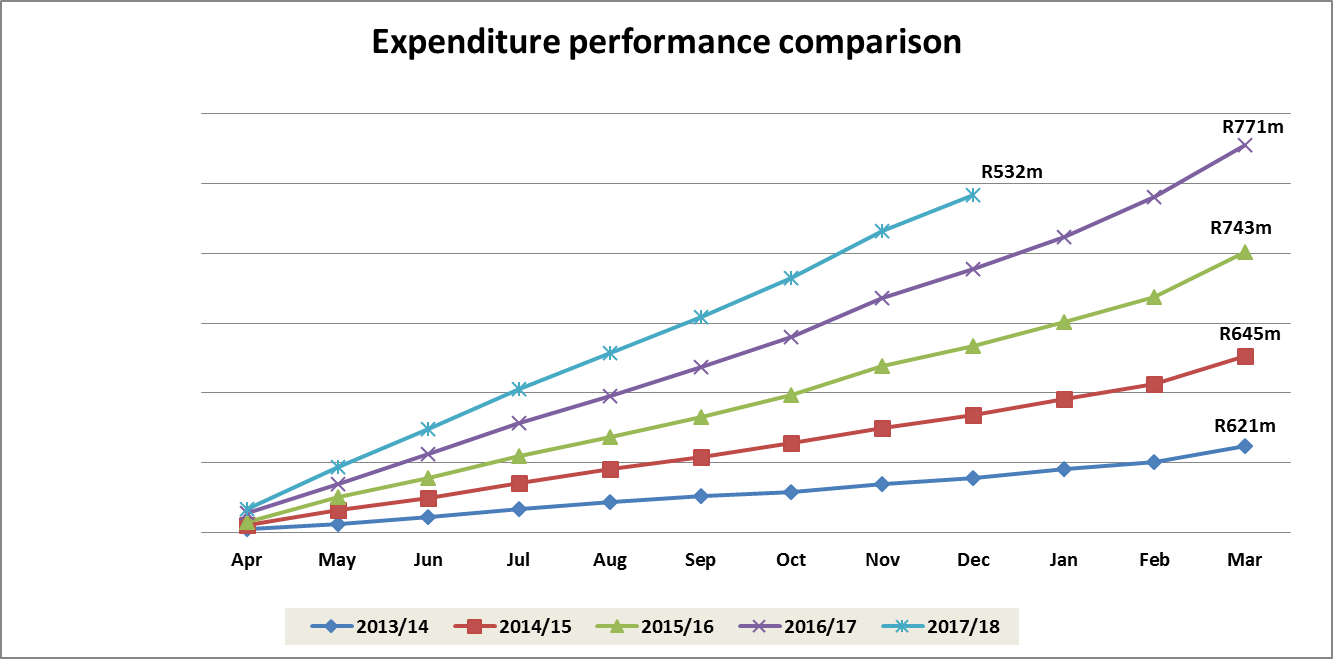 Expenditure performance comparison
R771m
R532m
R743m
R645m
R621m
Apr May Jun Jul Aug Sep Oct Nov Dec Jan Feb Mar
2013/14 2014/15 2015/16 2016/17 2017/18